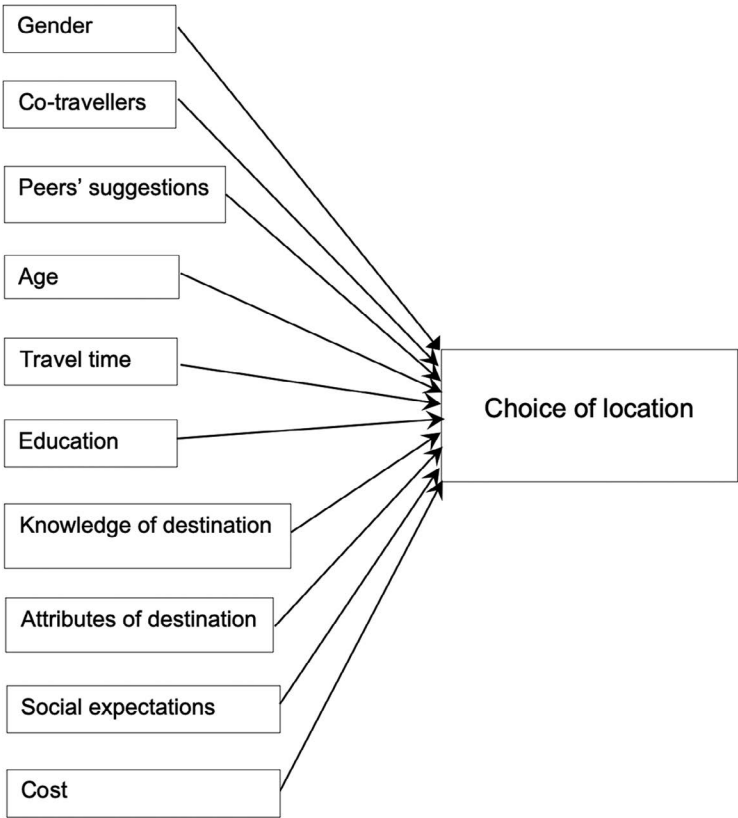 Gender
Co-travellers
Peers’ suggestions
Age
Travel time
Choice of location
Education
Knowledge of destination
Attributes of destination
Social expectations
Cost